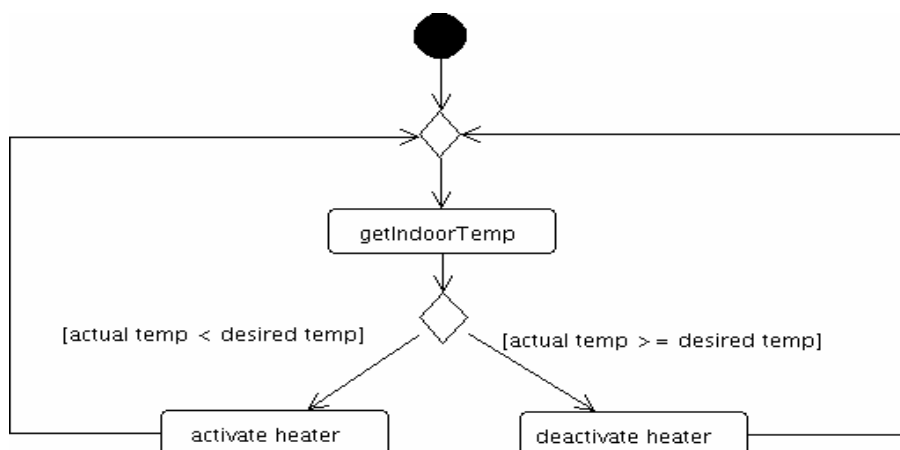 getIndoorTemp
[actual temp < desired temp]
[actual temp >= desired temp]
activate heater
deactivate heater